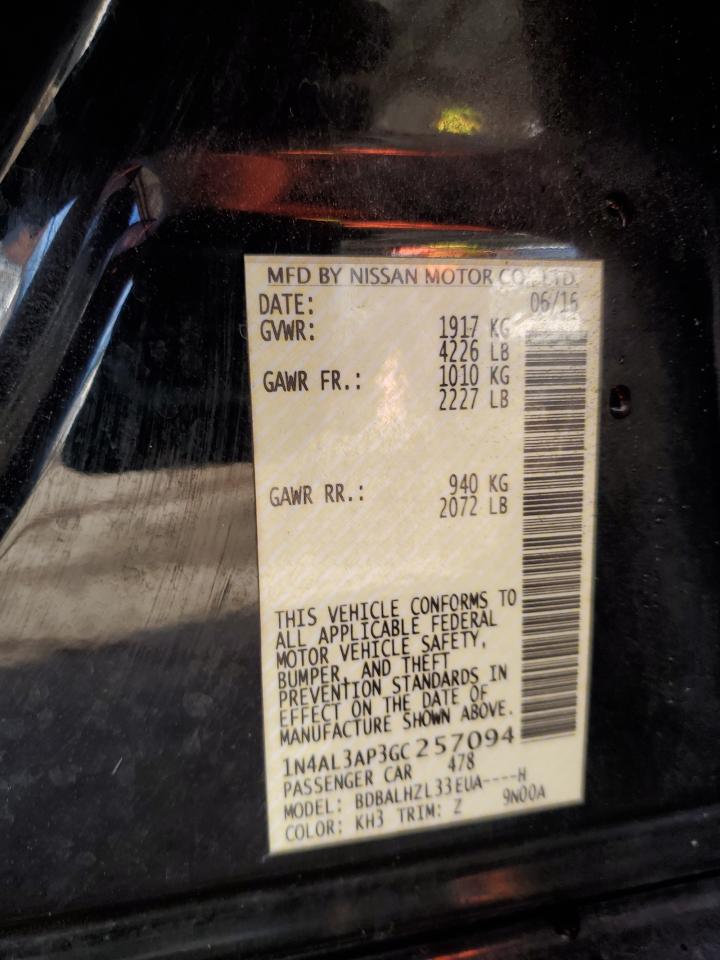 MFD BY NISSAN MOTOR CO., LTD.
DATE: 06/16
GVWR: 1917 KG
4226 LB
GAWR FR.: 1010 KG
2227 LB
GAWR RR.: 940 KG
2072 LB
THIS VEHICLE CONFORMS TO
ALL APPLICABLE FEDERAL
MOTOR VEHICLE SAFETY,
BUMPER, AND THEFT
PREVENTION STANDARDS IN
EFFECT ON THE DATE OF
MANUFACTURE SHOWN ABOVE.
1N4AL3AP3GC257094
PASSENGER CAR 478
MODEL: BDBALHZL33EUA----H
COLOR: KH3 TRIM: Z 9N00A